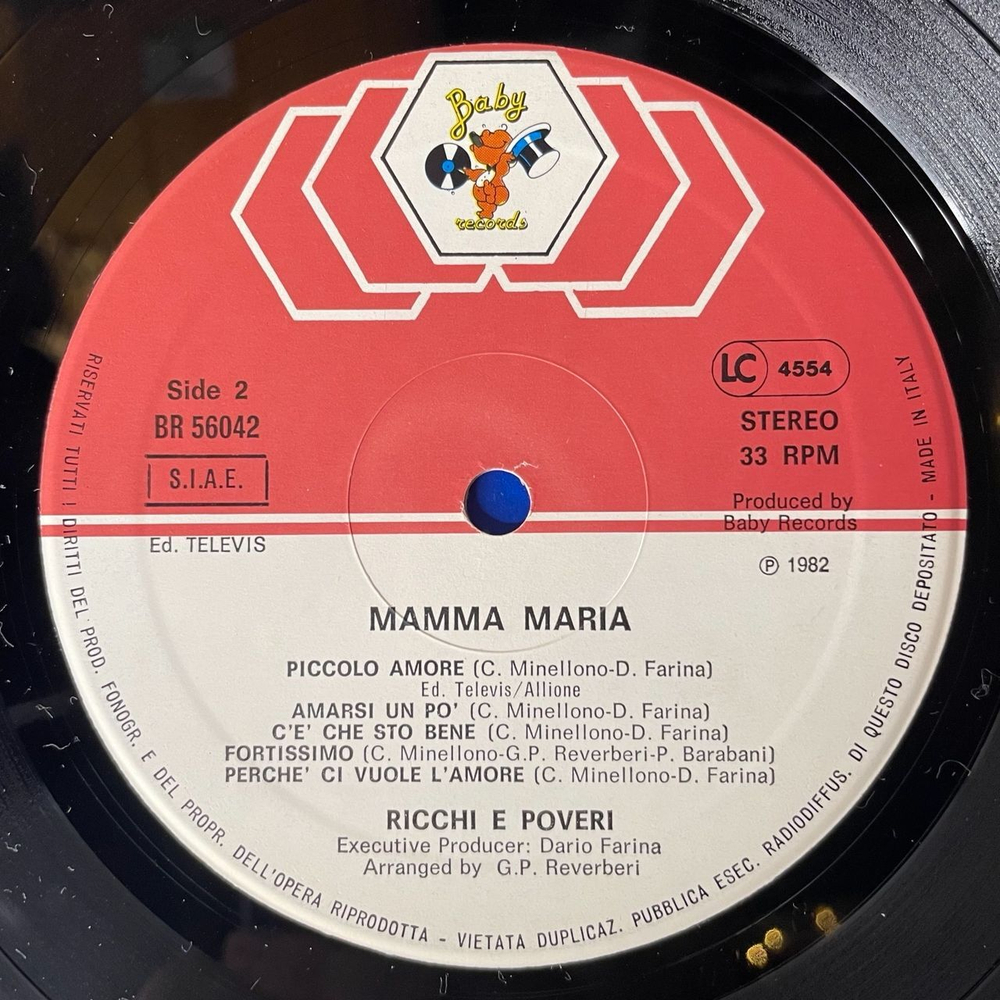 Baby
records
Side 2
BR 56042
S.I.A.E.
Ed. TELEVIS
LC 4554
STEREO
33 RPM
Produced by
Baby Records
℗ 1982
MAMMA MARIA
PICCOLO AMORE (C. Minellono-D. Farina)
Ed. Televis/Allione
AMARSI UN PO' (C. Minellono-D. Farina)
C'E' CHE STO BENE (C. Minellono-D. Farina)
FORTISSIMO (C. Minellono-G.P. Reverberi-P. Barabani)
PERCHE' CI VUOLE L'AMORE (C. Minellono-D. Farina)
RICCHI E POVERI
Executive Producer: Dario Farina
Arranged by G.P. Reverberi
RISERVATI TUTTI I DIRITTI DEL PROD. FONOGR. E DEL PROPR. DELL'OPERA RIPRODOTTA - VIETATA DUPLICAZ. PUBBLICA ESEC. RADIODIFFUS. DI QUESTO DISCO DEPOSITATO - MADE IN ITALY